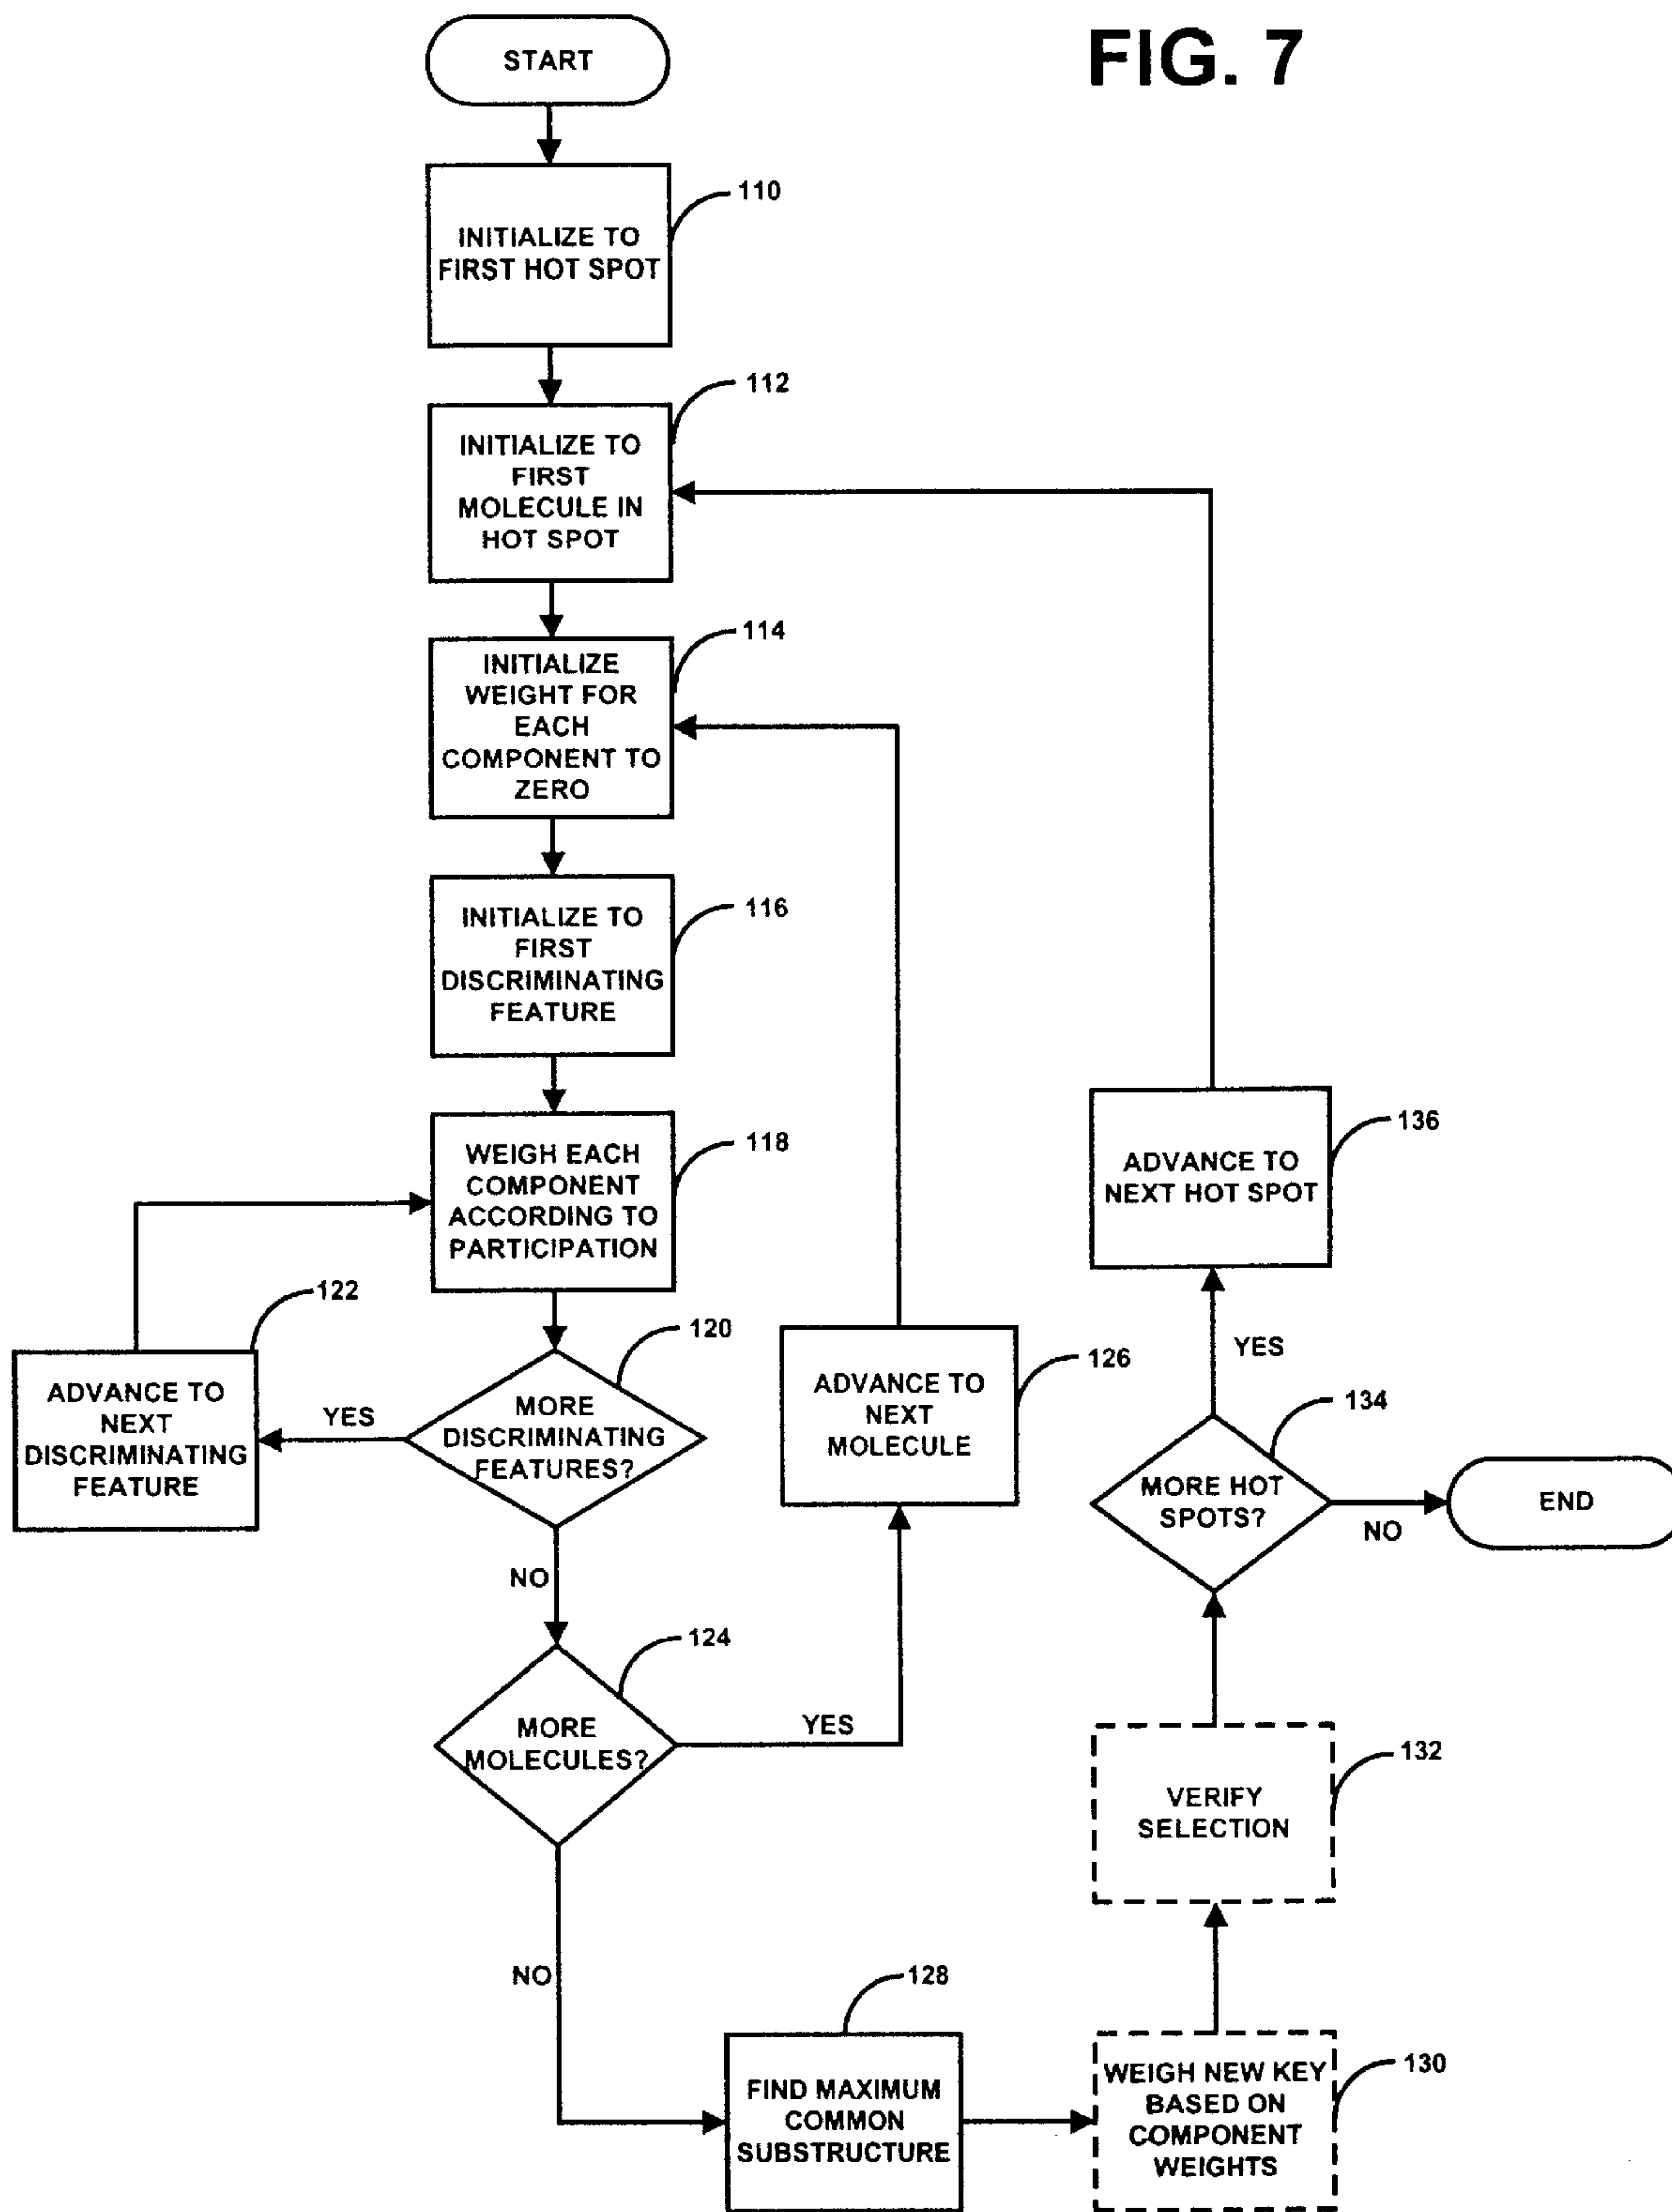 FIG. 7
START
110
INITIALIZE TO
FIRST HOT SPOT
112
INITIALIZE TO
FIRST
MOLECULE IN
HOT SPOT
114
INITIALIZE
WEIGHT FOR
EACH
COMPONENT TO
ZERO
116
INITIALIZE TO
FIRST
DISCRIMINATING
FEATURE
118
WEIGH EACH
COMPONENT
ACCORDING TO
PARTICIPATION
120
MORE
DISCRIMINATING
FEATURES?
YES
122
ADVANCE TO
NEXT
DISCRIMINATING
FEATURE
NO
124
MORE
MOLECULES?
YES
126
ADVANCE TO
NEXT
MOLECULE
NO
128
FIND MAXIMUM
COMMON
SUBSTRUCTURE
130
WEIGH NEW KEY
BASED ON
COMPONENT
WEIGHTS
132
VERIFY
SELECTION
134
MORE HOT
SPOTS?
NO
END
YES
136
ADVANCE TO
NEXT HOT SPOT